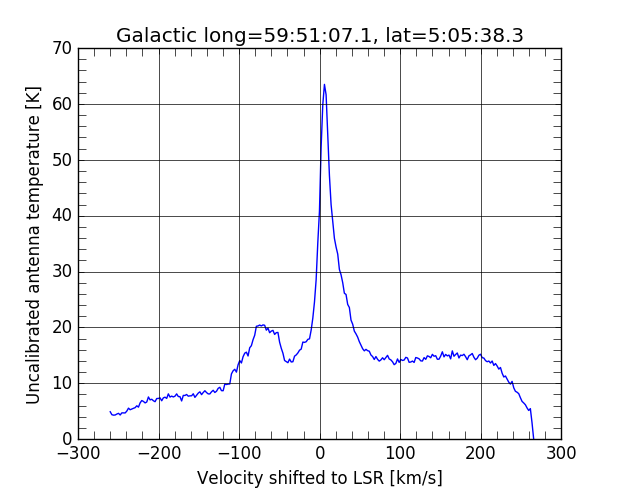 Galactic long=59:51:07.1, lat=5:05:38.3
70
60
50
40
30
20
10
0
Uncalibrated antenna temperature [K]
−300 −200 −100 0 100 200 300
Velocity shifted to LSR [km/s]